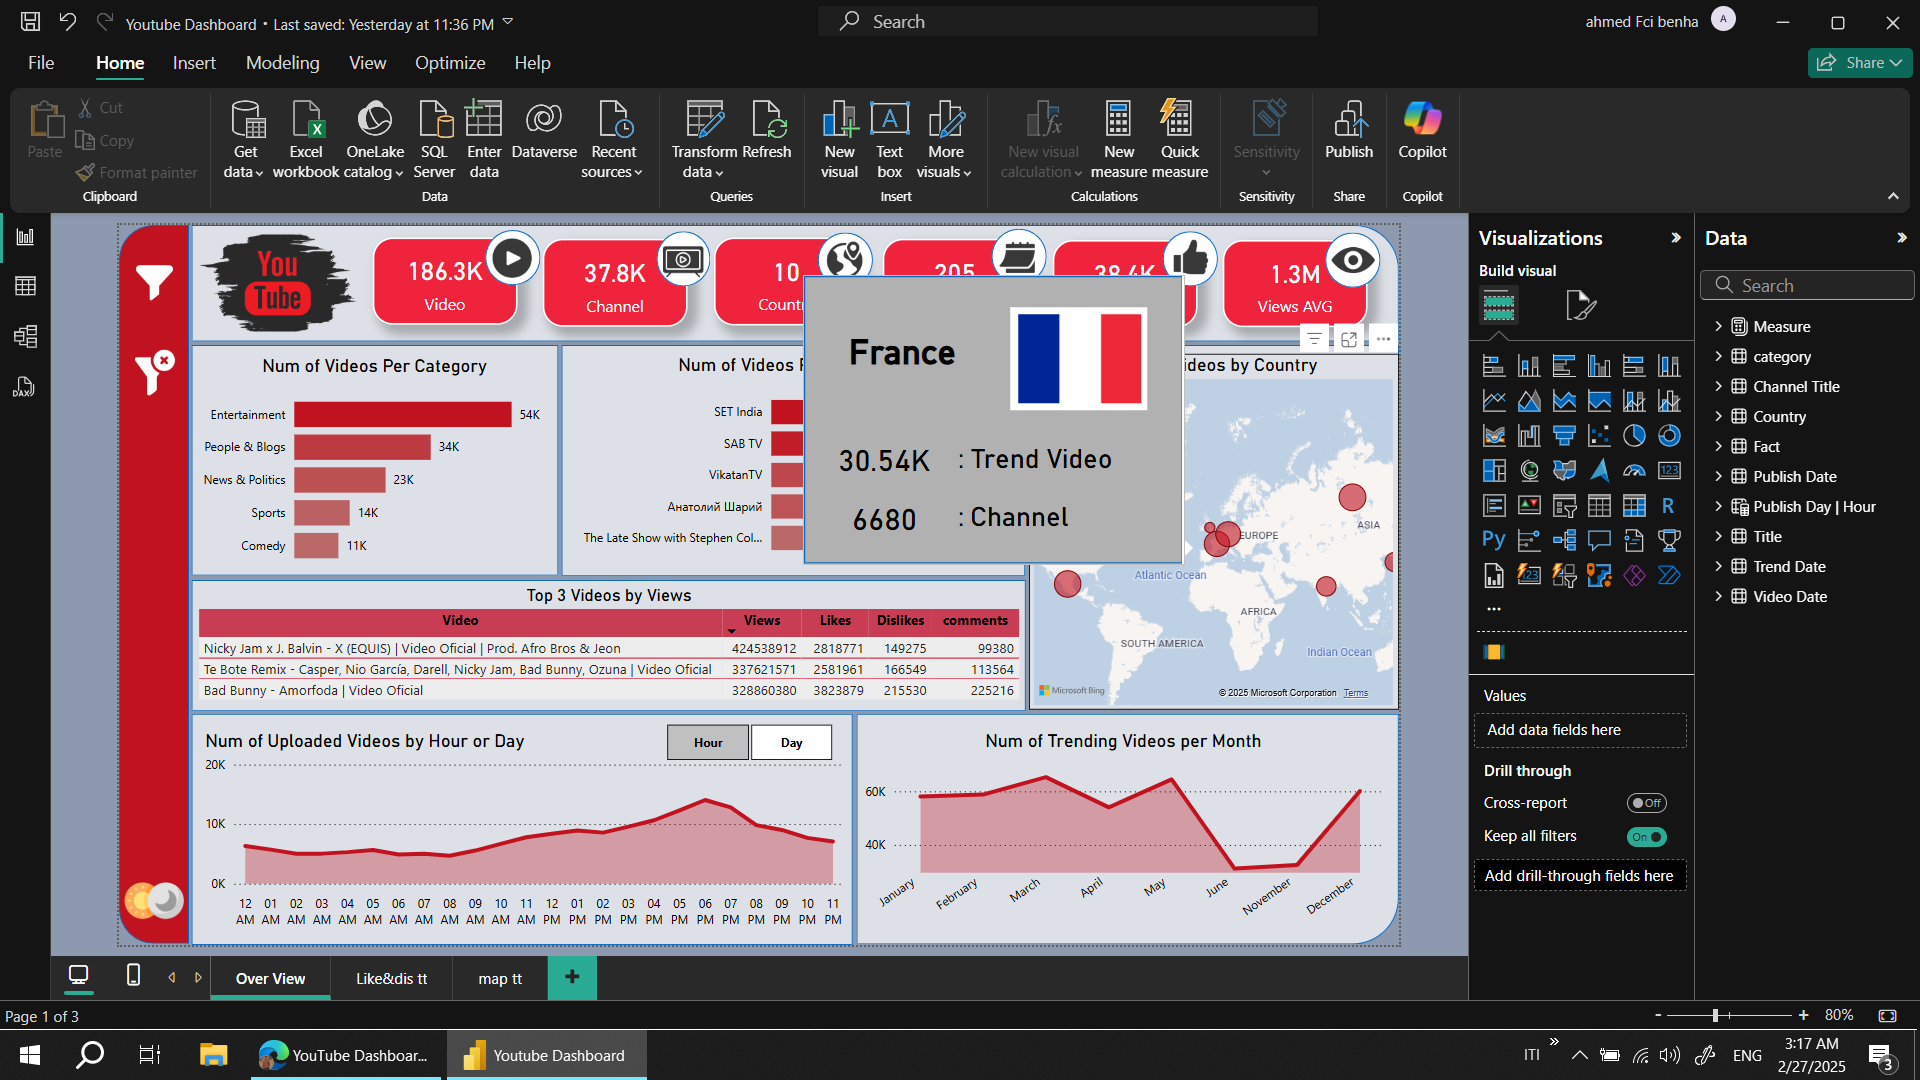 Youtube Dashboard • Last saved: Yesterday at 11:36 PM
Search
ahmed Fci benha
A
File
Home
Insert
Modeling
View
Optimize
Help
Share
Paste
Cut
Copy
Format painter
Clipboard
Get data
Excel workbook
OneLake catalog
SQL Server
Enter data
Dataverse
Recent sources
Data
Transform data
Refresh
Queries
New visual
Text box
More visuals
Insert
New visual calculation
New measure
Quick measure
Calculations
Sensitivity
Sensitivity
Publish
Share
Copilot
Copilot
DAX
You
Tube
186.3K
Video
37.8K
Channel
10
Count
205
38.4K
1.3M
Views AVG
Num of Videos Per Category
Entertainment
54K
People & Blogs
34K
News & Politics
23K
Sports
14K
Comedy
11K
Num of Videos
SET India
SAB TV
VikatanTV
Анатолий Шарий
The Late Show with Stephen Col...
France
30.54K : Trend Video
6680 : Channel
ideos by Country
EUROPE
ASIA
Atlantic Ocean
AFRICA
SOUTH AMERICA
Indian Ocean
Microsoft Bing
© 2025 Microsoft Corporation Terms
Top 3 Videos by Views
Video Views Likes Dislikes comments
Nicky Jam x J. Balvin - X (EQUIS) | Video Oficial | Prod. Afro Bros & Jeon 424538912 2818771 149275 99380
Te Bote Remix - Casper, Nio García, Darell, Nicky Jam, Bad Bunny, Ozuna | Video Oficial 337621571 2581961 166549 113564
Bad Bunny - Amorfoda | Video Oficial 328860380 3823879 215530 225216
Num of Uploaded Videos by Hour or Day
Hour
Day
20K
10K
0K
12 01 02 03 04 05 06 07 08 09 10 11 12 01 02 03 04 05 06 07 08 09 10 11
AM AM AM AM AM AM AM AM AM AM AM AM PM PM PM PM PM PM PM PM PM PM PM PM
Num of Trending Videos per Month
60K
40K
January
February
March
April
May
June
November
December
Visualizations
Build visual
R
Py
123
123
Values
Add data fields here
Drill through
Cross-report
Off
Keep all filters
On
Add drill-through fields here
Data
Search
Measure
category
Channel Title
Country
Fact
Publish Date
Publish Day | Hour
Title
Trend Date
Video Date
Over View
Like&dis tt
map tt
Page 1 of 3
80%
YouTube Dashboar...
Youtube Dashboard
ITI
ENG
3:17 AM
2/27/2025
3